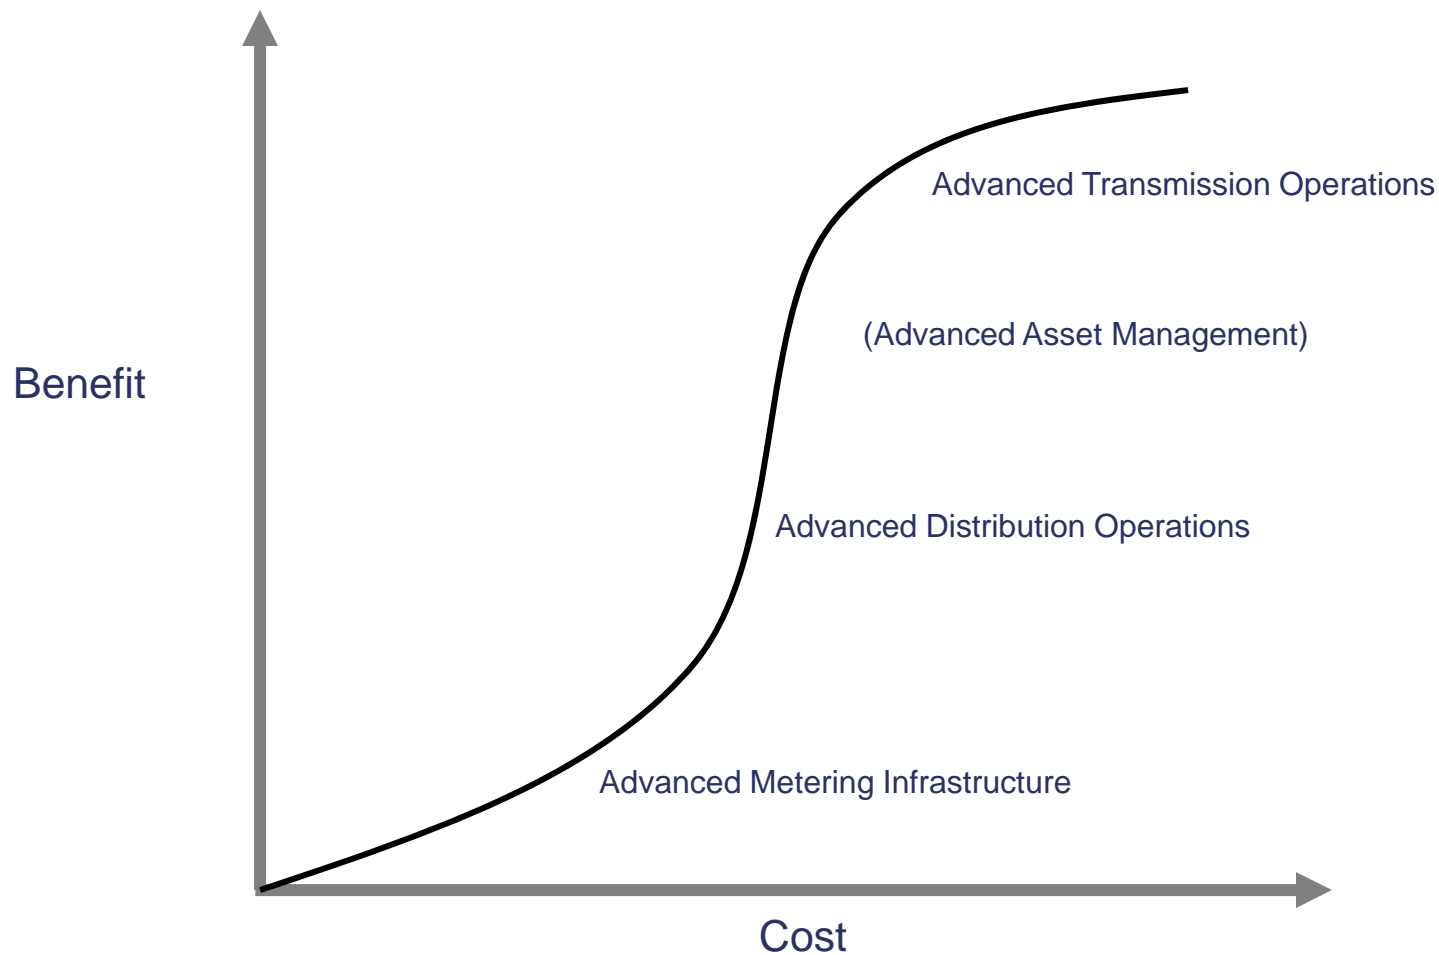 Advanced Transmission Operations
(Advanced Asset Management)
Benefit
Advanced Distribution Operations
Advanced Metering Infrastructure
Cost